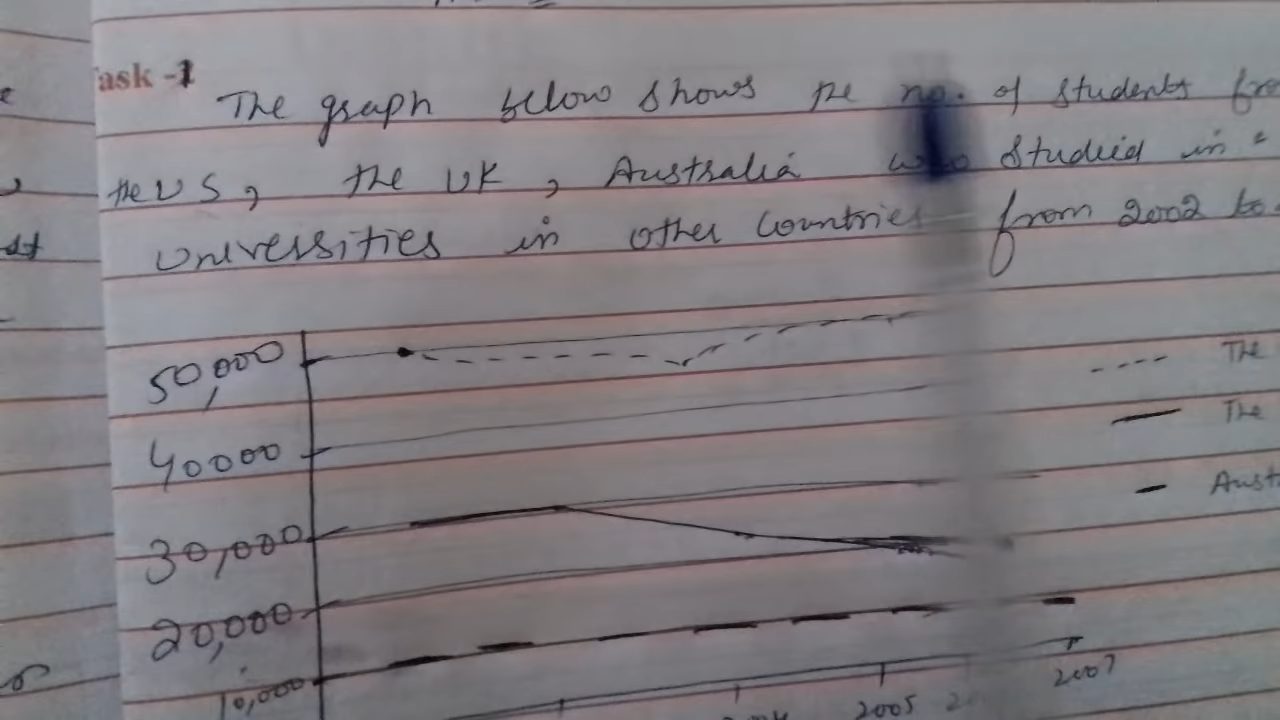 Task -1
The graph below shows the no. of students
the US, the UK, Australia who studied in
Universities in other Countries from 2002 to
50,000
The
40000
The
30,000
20,000
10,000
2005
2007